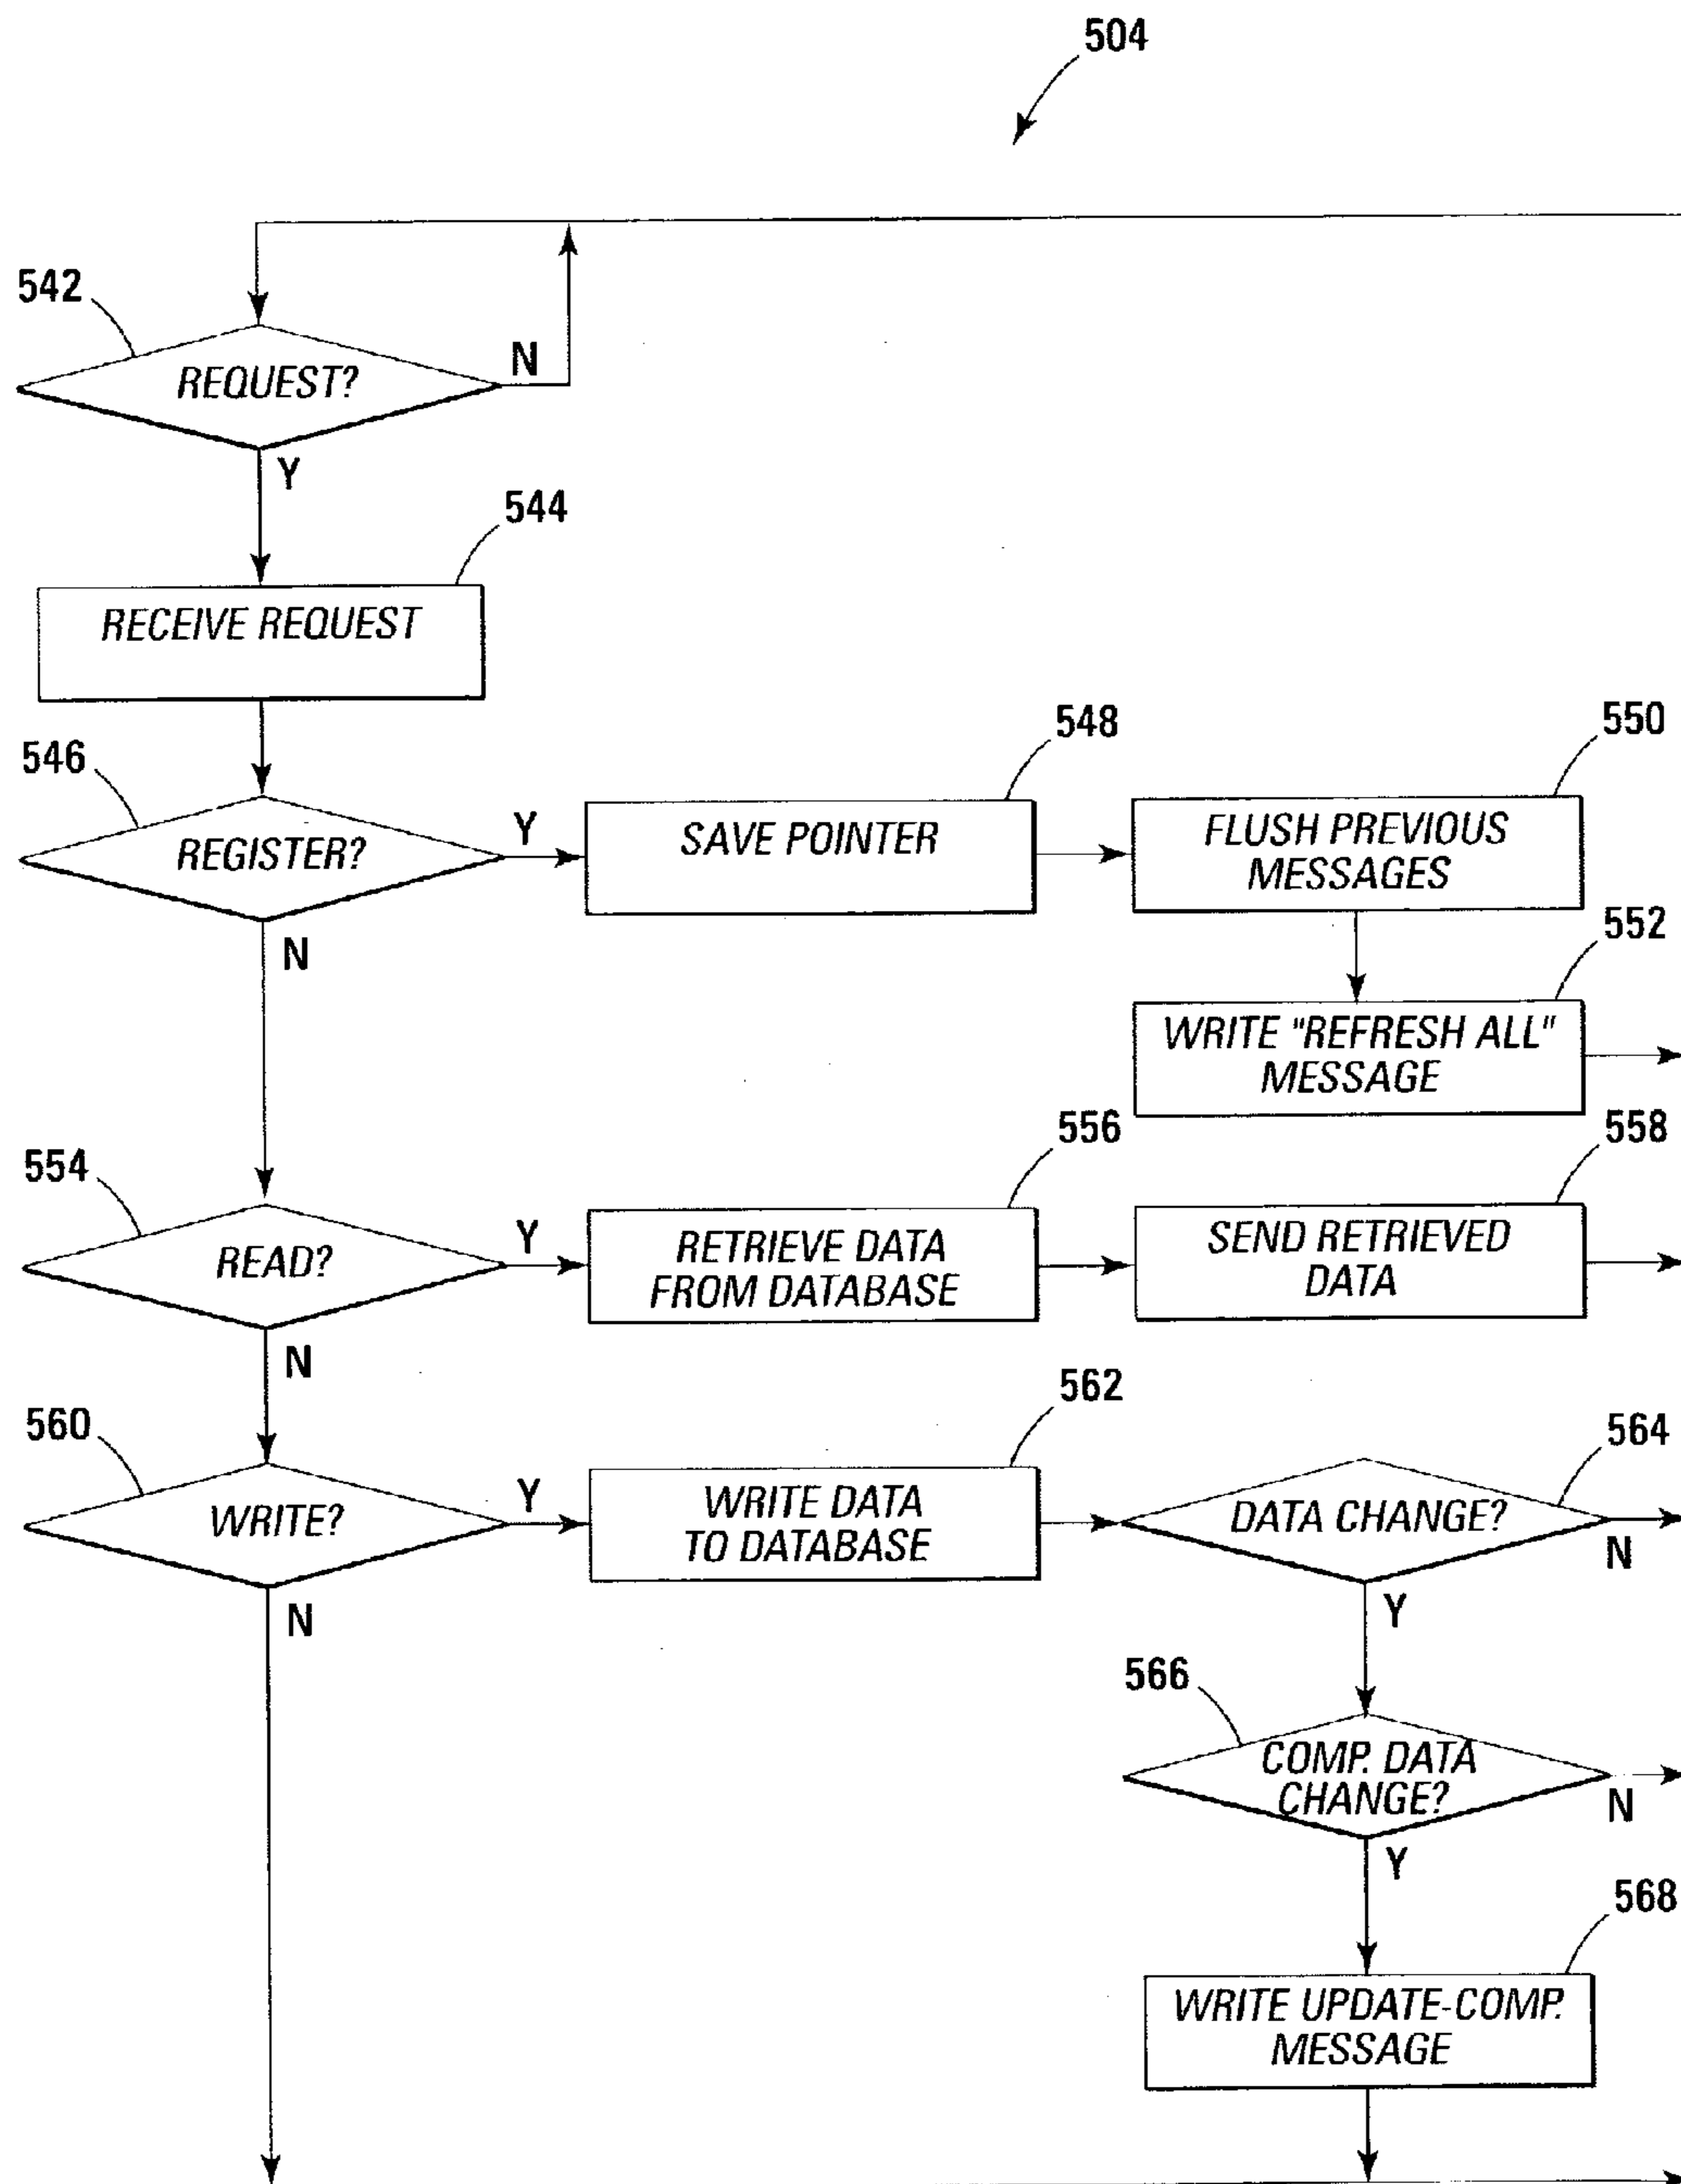 504
542
REQUEST?
N
Y
544
RECEIVE REQUEST
546
REGISTER?
Y
N
548
SAVE POINTER
550
FLUSH PREVIOUS
MESSAGES
552
WRITE "REFRESH ALL"
MESSAGE
554
READ?
Y
N
556
RETRIEVE DATA
FROM DATABASE
558
SEND RETRIEVED
DATA
560
WRITE?
Y
N
562
WRITE DATA
TO DATABASE
564
DATA CHANGE?
N
Y
566
COMP. DATA
CHANGE?
N
Y
568
WRITE UPDATE-COMP.
MESSAGE